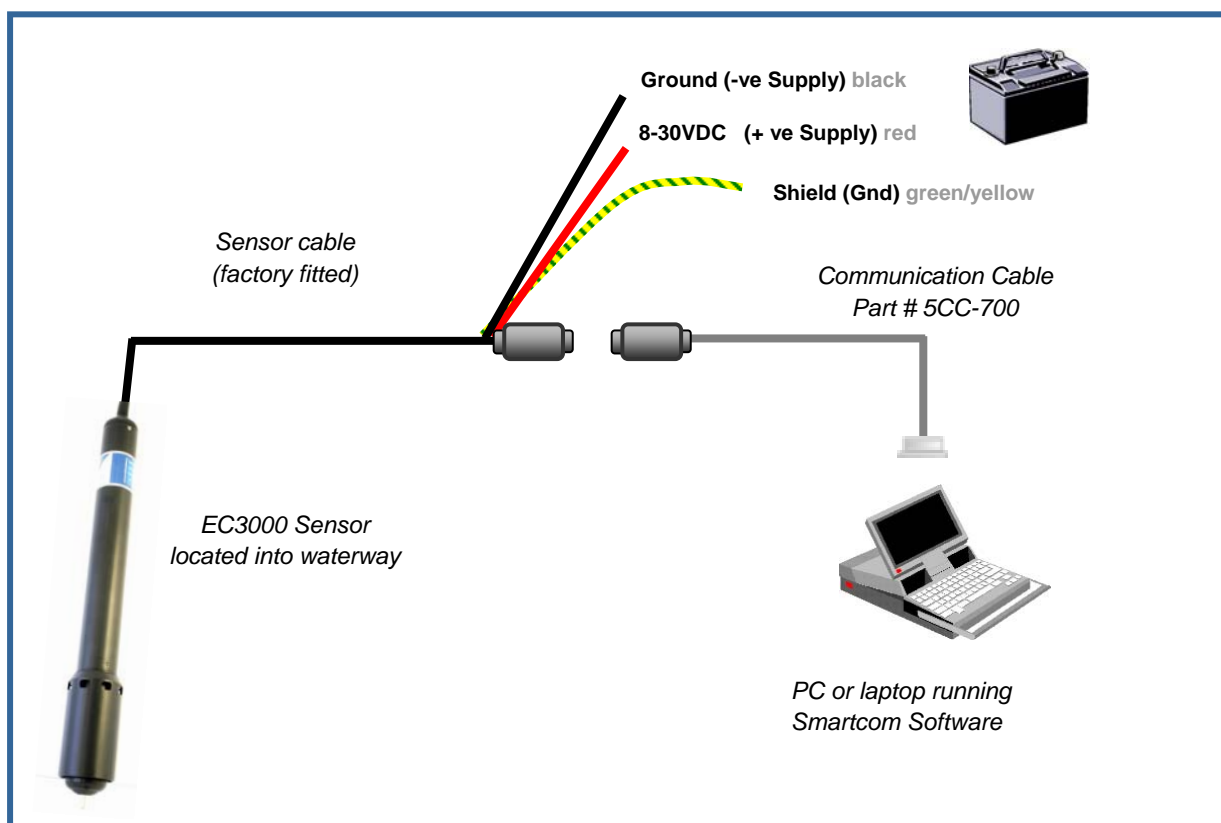 Ground (-ve Supply) black
8-30VDC (+ ve Supply) red
Shield (Gnd) green/yellow
Sensor cable
(factory fitted)
Communication Cable
Part # 5CC-700
EC3000 Sensor
located into waterway
PC or laptop running
Smartcom Software